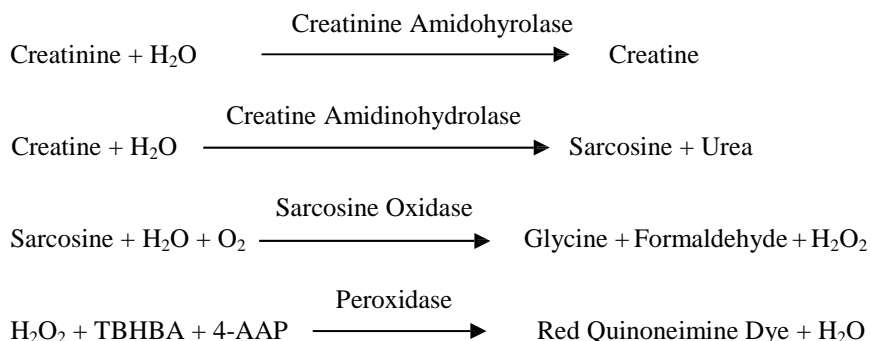 Creatinine Amidohyrolase
Creatinine + H₂O Creatine
Creatine Amidinohydrolase
Creatine + H₂O Sarcosine + Urea
Sarcosine Oxidase
Sarcosine + H₂O + O₂ Glycine + Formaldehyde + H₂O₂
Peroxidase
H₂O₂ + TBHBA + 4-AAP Red Quinoneimine Dye + H₂O